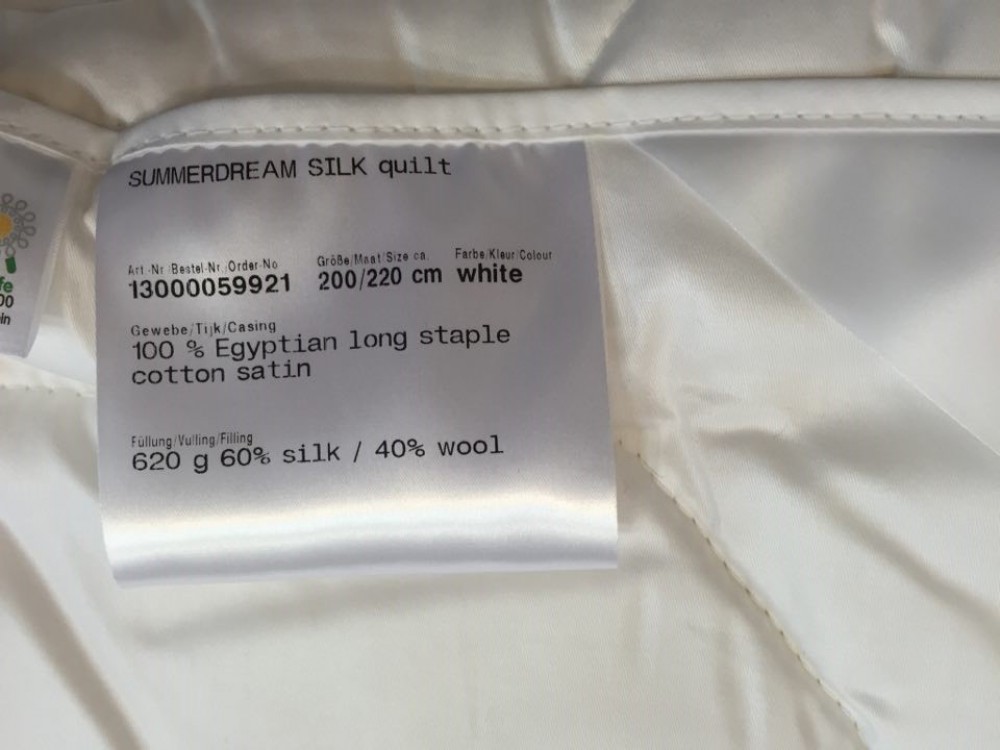 SUMMERDREAM SILK quilt
Art.-Nr./Bestel-Nr./Order-No Größe/Maat/Size ca. Farbe/Kleur/Colour
13000059921 200/220 cm white
Gewebe/Tijk/Casing
100 % Egyptian long staple
cotton satin
Füllung/Vulling/Filling
620 g 60% silk / 40% wool